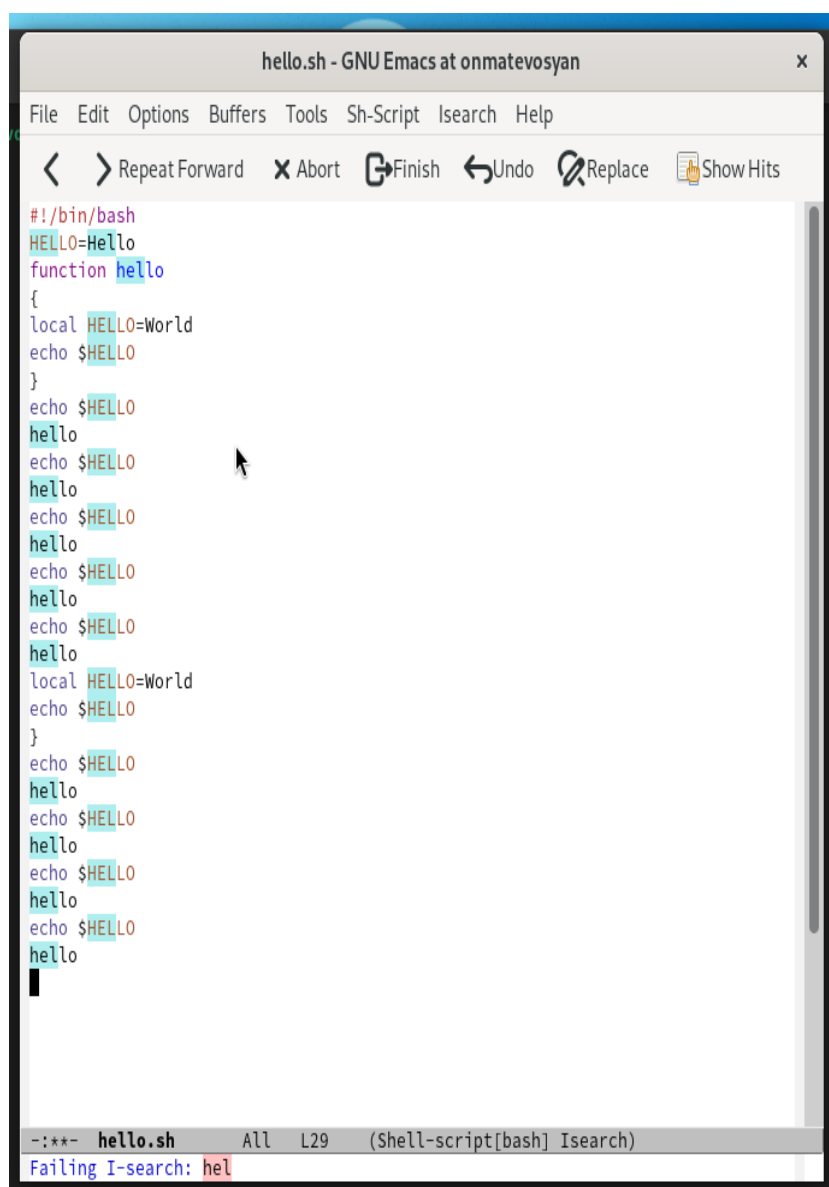 hello.sh - GNU Emacs at onmatevosyan
File Edit Options Buffers Tools Sh-Script Isearch Help
Repeat Forward Abort Finish Undo Replace Show Hits
#!/bin/bash
HELLO=Hello
function hello
{
local HELLO=World
echo $HELLO
}
echo $HELLO
hello
echo $HELLO
hello
echo $HELLO
hello
echo $HELLO
hello
echo $HELLO
hello
local HELLO=World
echo $HELLO
}
echo $HELLO
hello
echo $HELLO
hello
echo $HELLO
hello
echo $HELLO
hello
-:**- hello.sh All L29 (Shell-script[bash] Isearch)
Failing I-search: hel